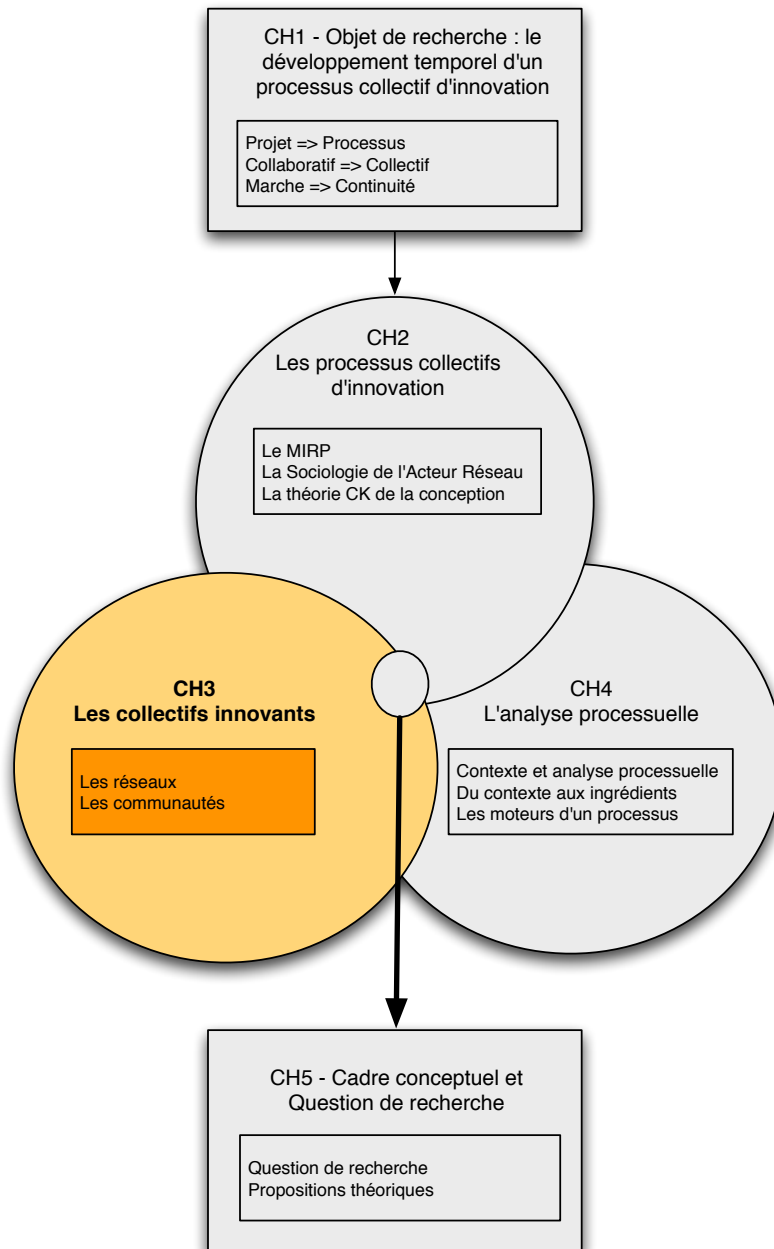 CH1 - Objet de recherche : le
développement temporel d'un
processus collectif d'innovation
Projet => Processus
Collaboratif => Collectif
Marche => Continuité
CH2
Les processus collectifs
d'innovation
Le MIRP
La Sociologie de l'Acteur Réseau
La théorie CK de la conception
CH3
Les collectifs innovants
Les réseaux
Les communautés
CH4
L'analyse processuelle
Contexte et analyse processuelle
Du contexte aux ingrédients
Les moteurs d'un processus
CH5 - Cadre conceptuel et
Question de recherche
Question de recherche
Propositions théoriques